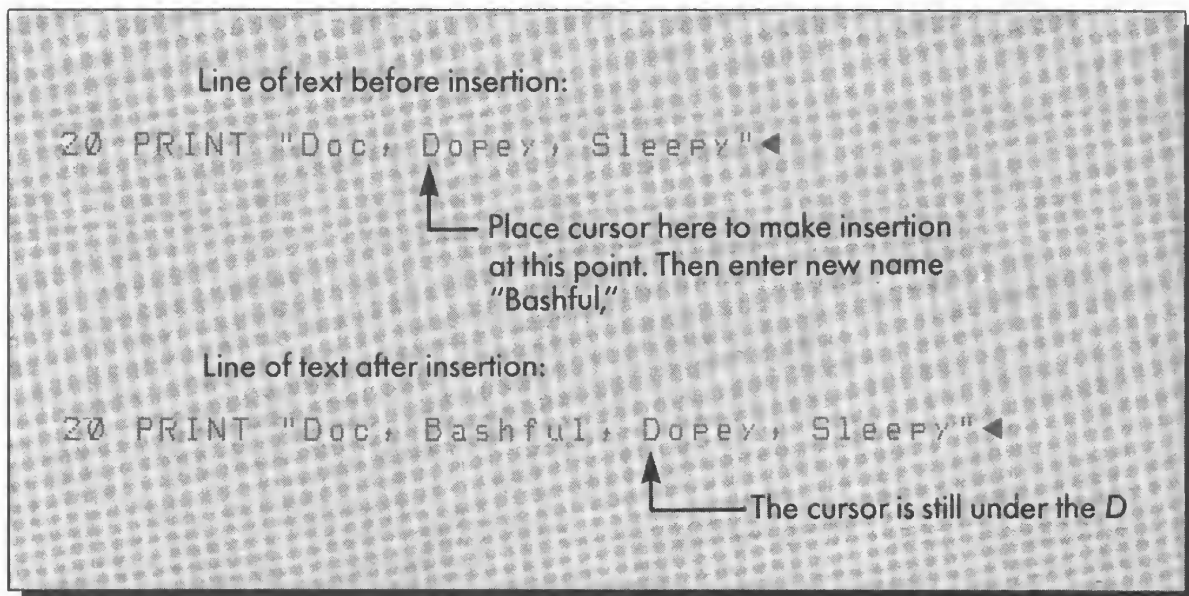 Line of text before insertion:
20 PRINT "Doc, Dopey, Sleepy"◄
Place cursor here to make insertion
at this point. Then enter new name
"Bashful,"
Line of text after insertion:
20 PRINT "Doc, Bashful, Dopey, Sleepy"◄
The cursor is still under the D